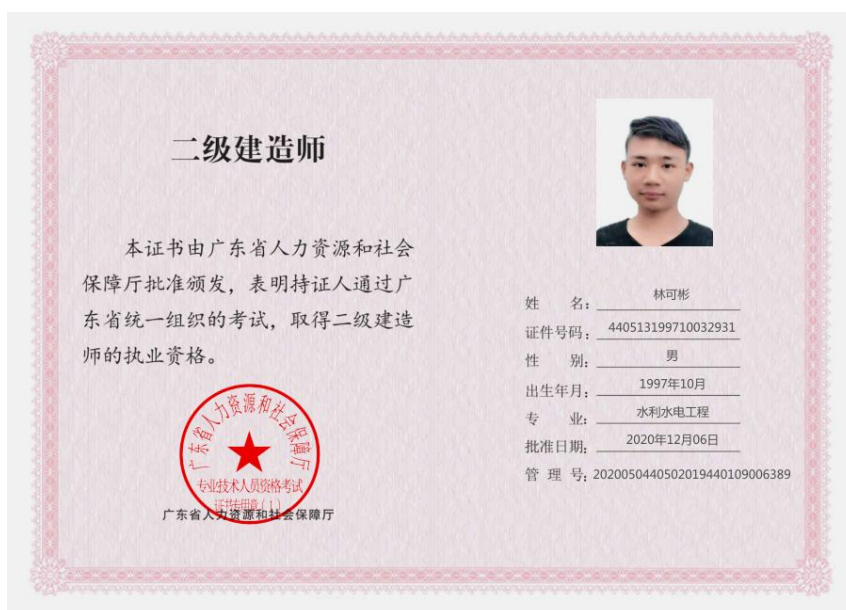 二级建造师
本证书由广东省人力资源和社会
保障厅批准颁发，表明持证人通过广
东省统一组织的考试，取得二级建造
师的执业资格。
广东省人力资源和社会保障厅
专业技术人员资格考试
证书专用章（1）
广东省人力资源和社会保障厅
姓 名：林可彬
证件号码：440513199710032931
性 别：男
出生年月：1997年10月
专 业：水利水电工程
批准日期：2020年12月06日
管 理 号：2020050440502019440109006389